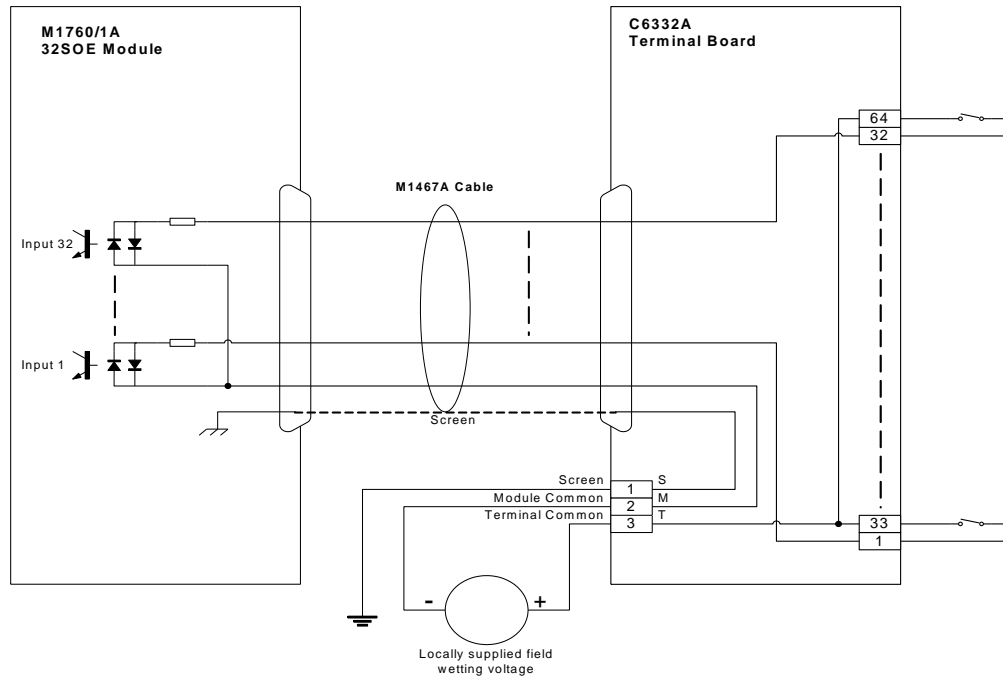 M1760/1A
32SOE Module
C6332A
Terminal Board
64
32
M1467A Cable
Input 32
Input 1
Screen
Screen
1
S
Module Common
2
M
Terminal Common
3
T
33
1
-
+
Locally supplied field
wetting voltage